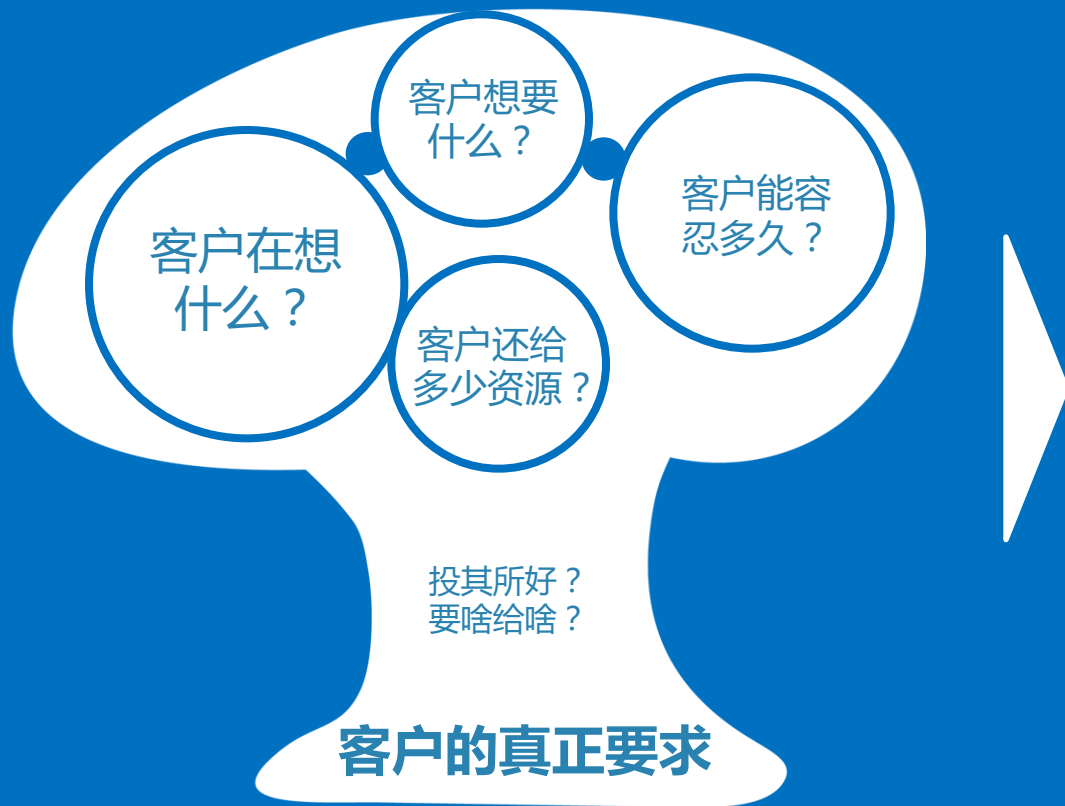 客户想要
什么？
客户能容
忍多久？
客户在想
什么？
客户还给
多少资源？
投其所好？
要啥给啥？
客户的真正要求